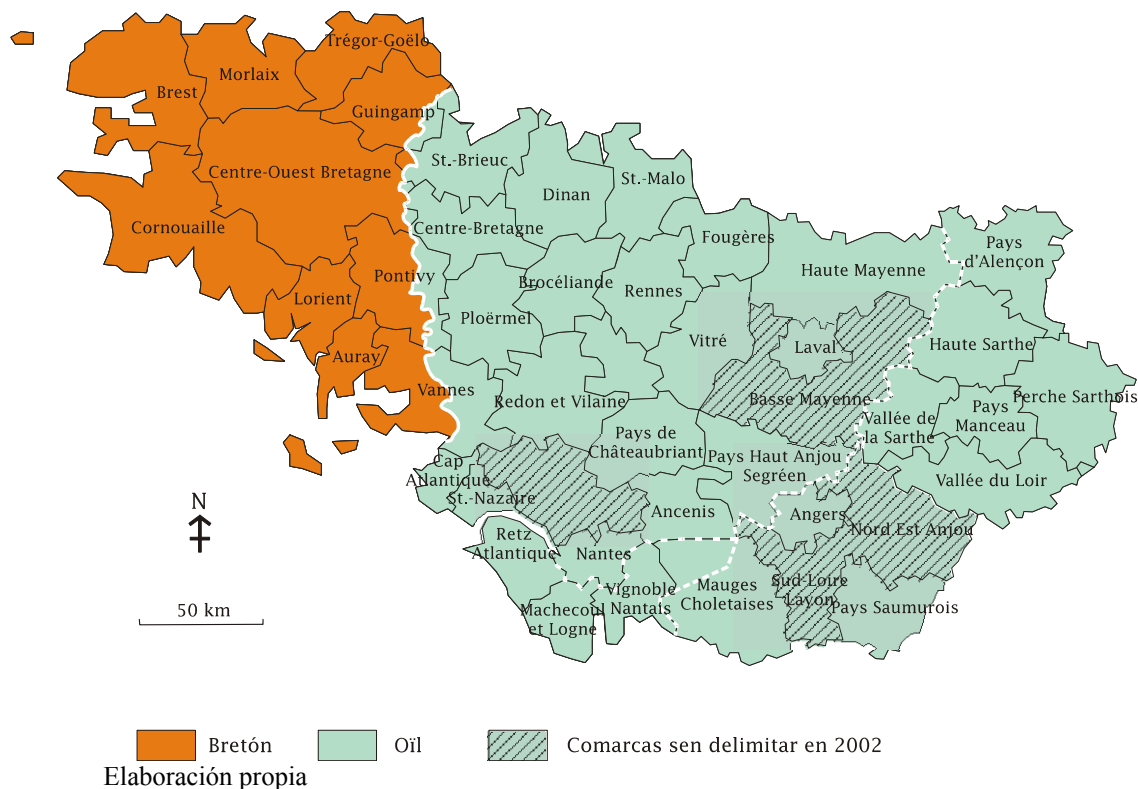 Trégor-Goëlo
Morlaix
Brest
Guingamp
St.-Brieuc
Centre-Ouest Bretagne
St.-Malo
Dinan
Cornouaille
Centre-Bretagne
Fougères
Pays
d'Alençon
Haute Mayenne
Pontivy
Brocéliande
Rennes
Lorient
Ploërmel
Vitré
Laval
Haute Sarthe
Auray
Vannes
Redon et Vilaine
Basse Mayenne
Perche Sarthois
Vallée de
la Sarthe
Pays
Manceau
Pays de
Châteaubriant
Pays Haut Anjou
Segréen
Cap
Atlantique
St.-Nazaire
Vallée du Loir
Ancenis
Angers
Nord Est Anjou
Retz
Atlantique
Nantes
Vignoble
Nantais
Mauges
Choletaises
Sud-Loire
Layon
Pays Saumurois
Machecoul
et Logne
N
50 km
Bretón
Oïl
Comarcas sen delimitar en 2002
Elaboración propia